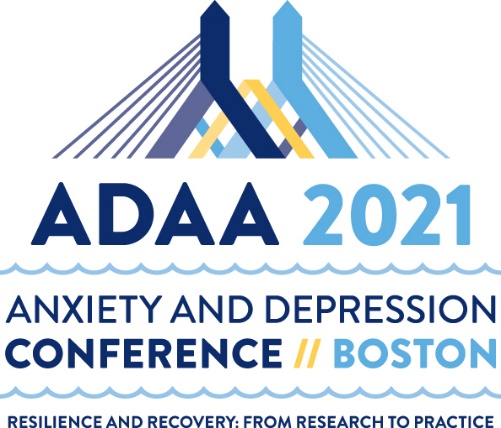 ADAA 2021
ANXIETY AND DEPRESSION
CONFERENCE // BOSTON
RESILIENCE AND RECOVERY: FROM RESEARCH TO PRACTICE